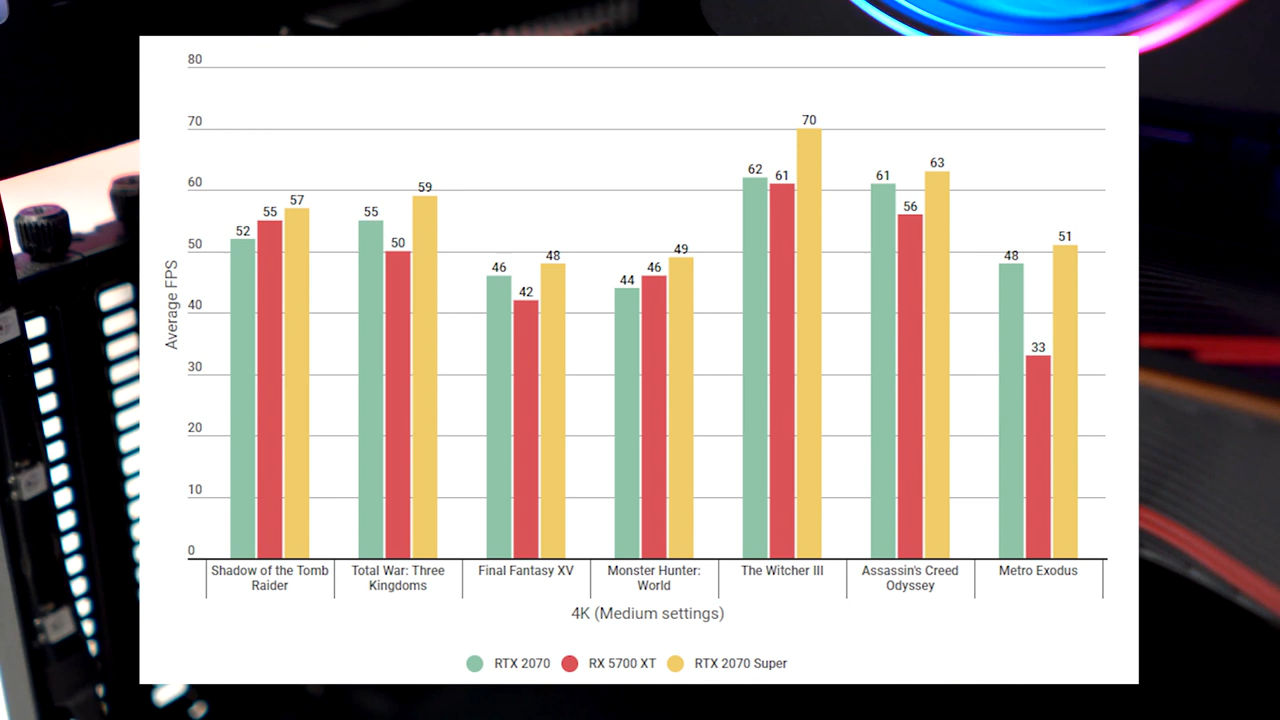 80
70
60
50
40
30
20
10
0
Average FPS
52
55
57
55
50
59
46
42
48
44
46
49
62
61
70
61
56
63
48
33
51
Shadow of the Tomb
Raider
Total War: Three
Kingdoms
Final Fantasy XV
Monster Hunter:
World
The Witcher III
Assassin's Creed
Odyssey
Metro Exodus
4K (Medium settings)
RTX 2070
RX 5700 XT
RTX 2070 Super